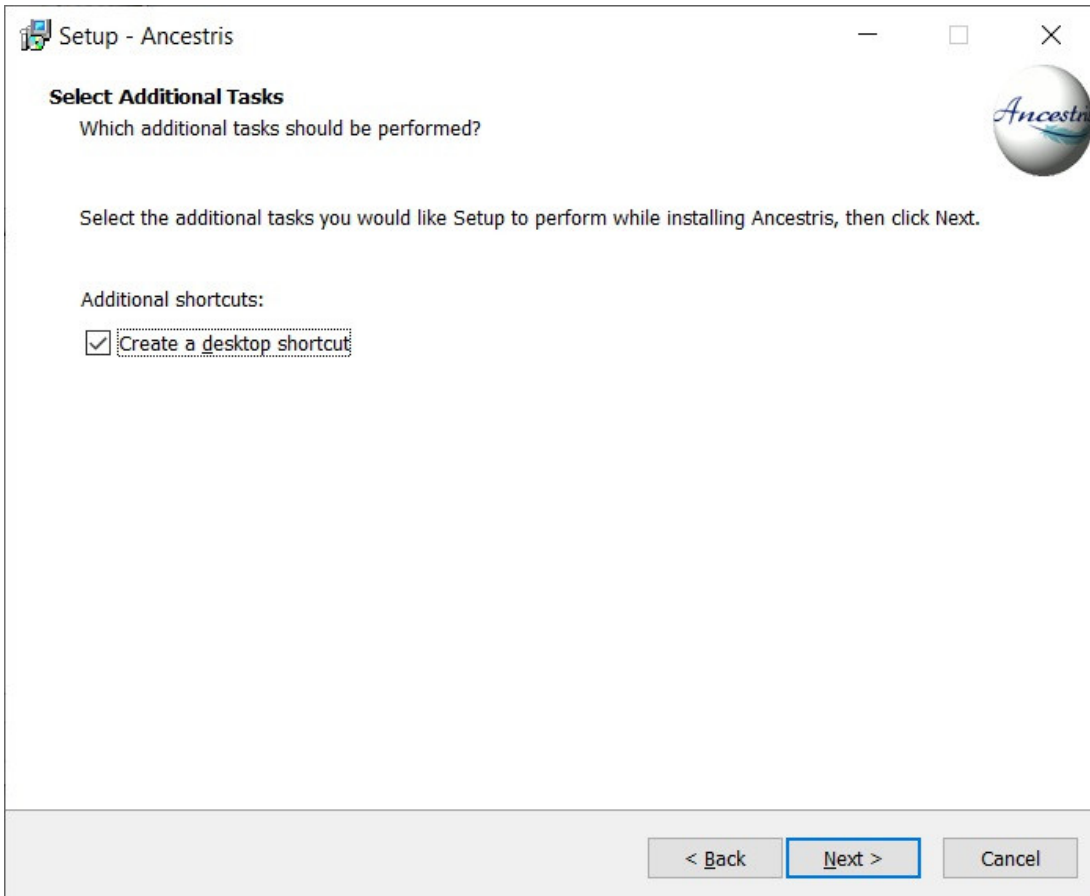 Setup - Ancestris
Select Additional Tasks
Which additional tasks should be performed?
Ancestris
Select the additional tasks you would like Setup to perform while installing Ancestris, then click Next.
Additional shortcuts:
Create a desktop shortcut
< Back
Next >
Cancel